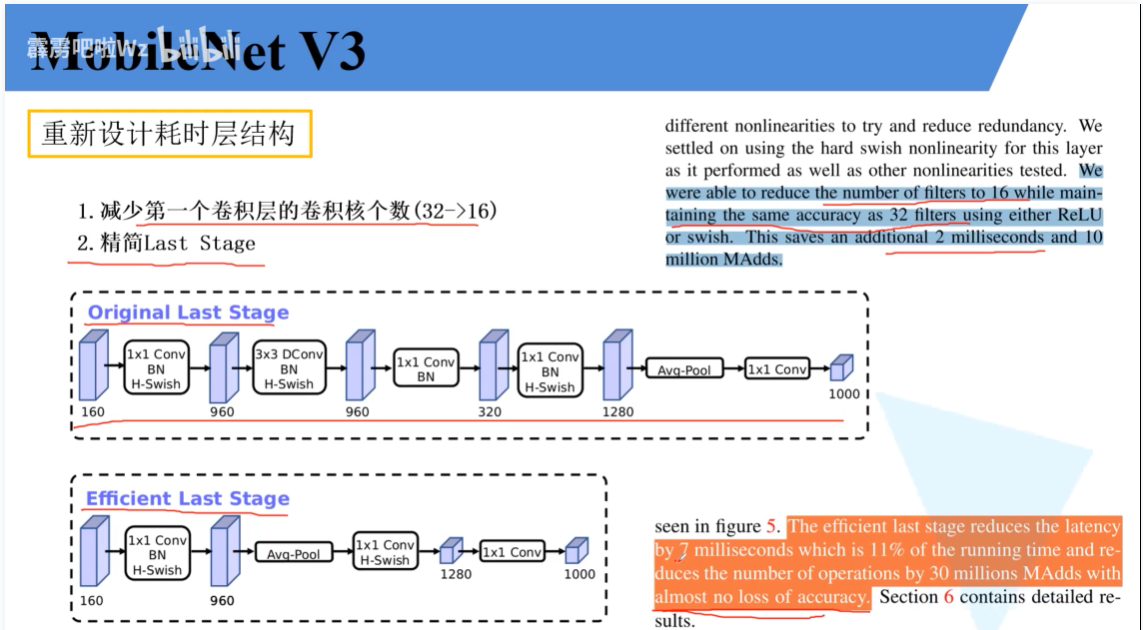 MobileNet V3
霹雳吧啦Wz bilibili
重新设计耗时层结构
1.减少第一个卷积层的卷积核个数(32->16)
2.精简Last Stage
different nonlinearities to try and reduce redundancy. We
settled on using the hard swish nonlinearity for this layer
as it performed as well as other nonlinearities tested. We
were able to reduce the number of filters to 16 while main-
taining the same accuracy as 32 filters using either ReLU
or swish. This saves an additional 2 milliseconds and 10
million MAdds.
Original Last Stage
1x1 Conv
BN
H-Swish
3x3 DConv
BN
H-Swish
1x1 Conv
BN
1x1 Conv
BN
H-Swish
Avg-Pool
1x1 Conv
160
960
960
320
1280
1000
Efficient Last Stage
1x1 Conv
BN
H-Swish
Avg-Pool
1x1 Conv
H-Swish
1x1 Conv
160
960
1280
1000
seen in figure 5. The efficient last stage reduces the latency
by 7 milliseconds which is 11% of the running time and re-
duces the number of operations by 30 millions MAdds with
almost no loss of accuracy. Section 6 contains detailed re-
sults.